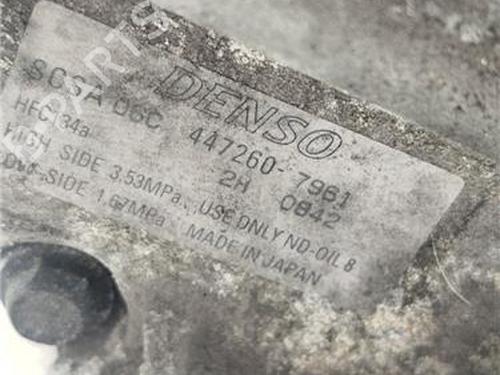 DENSO
SCSA 06C 447260-7961
HFC134a 2H 0842
HIGH SIDE 3.53MPa USE ONLY ND-OIL 8
SIDE 1.67MPa MADE IN JAPAN